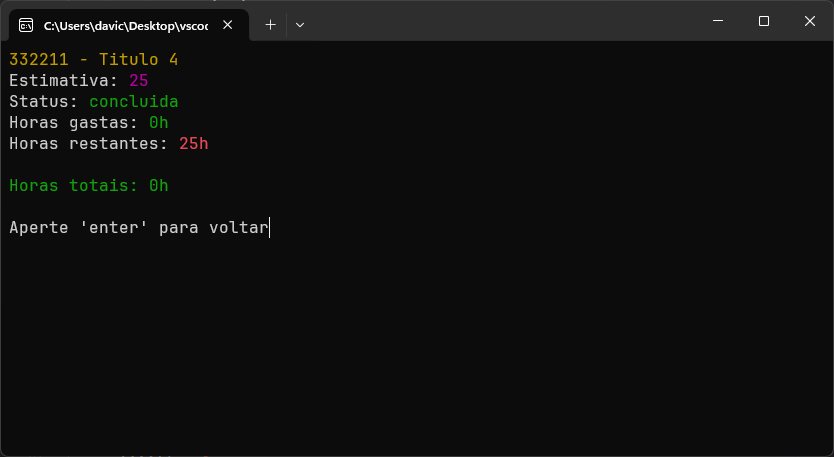 C:\Users\davic\Desktop\vscoc
332211 - Titulo 4
Estimativa: 25
Status: concluida
Horas gastas: 0h
Horas restantes: 25h
Horas totais: 0h
Aperte 'enter' para voltar